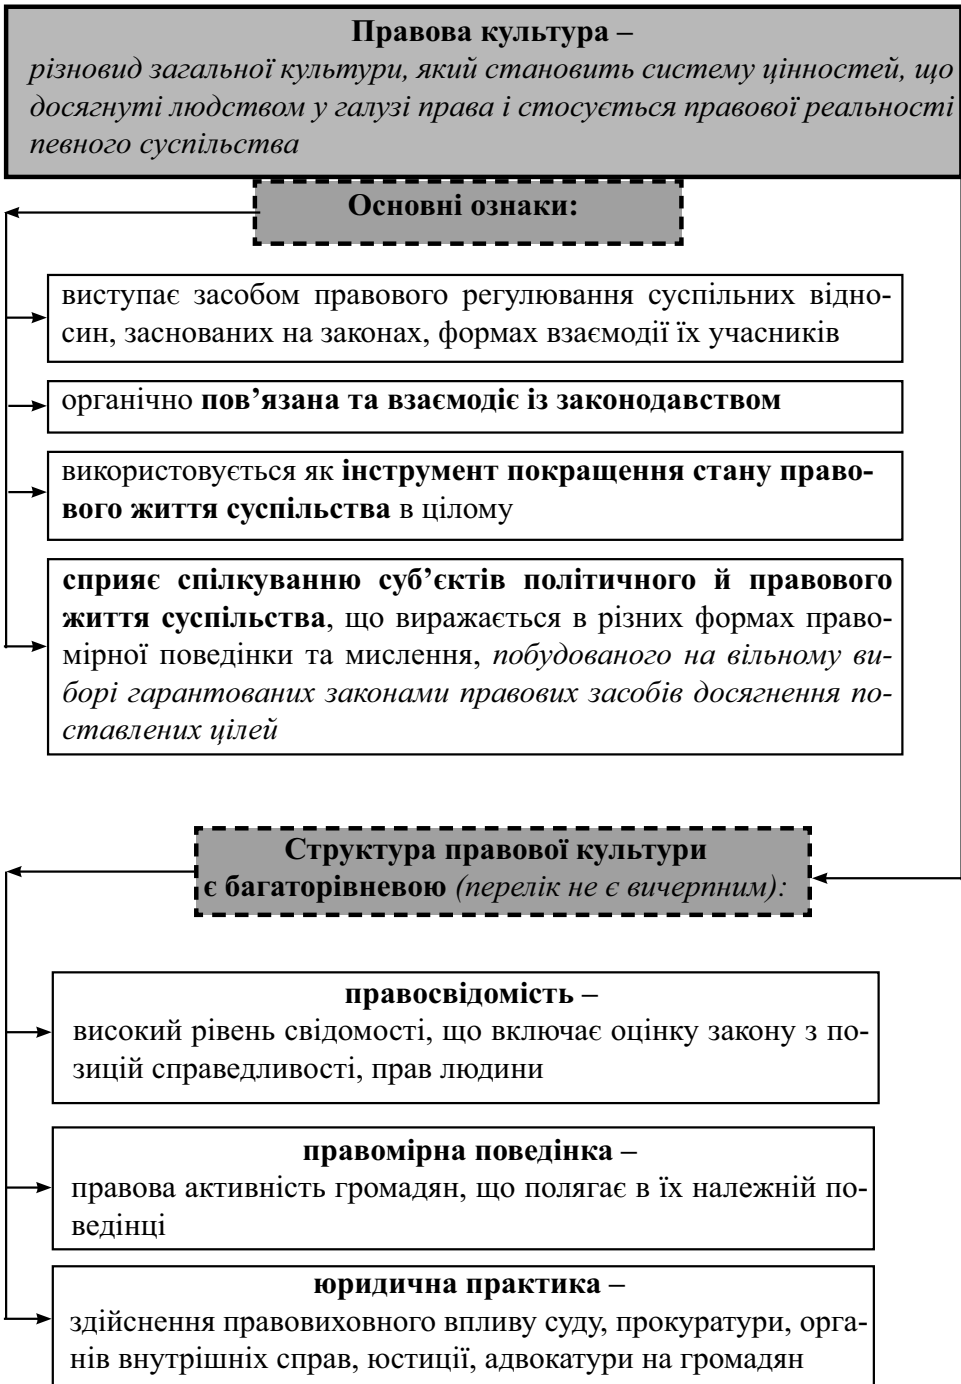 Правова культура –
різновид загальної культури, який становить систему цінностей, що
досягнуті людством у галузі права і стосується правової реальності
певного суспільства
Основні ознаки:
виступає засобом правового регулювання суспільних відно-
син, заснованих на законах, формах взаємодії їх учасників
органічно пов’язана та взаємодіє із законодавством
використовується як інструмент покращення стану право-
вого життя суспільства в цілому
сприяє спілкуванню суб’єктів політичного й правового
життя суспільства, що виражається в різних формах право-
мірної поведінки та мислення, побудованого на вільному ви-
борі гарантованих законами правових засобів досягнення по-
ставлених цілей
Структура правової культури
є багаторівневою (перелік не є вичерпним):
правосвідомість –
високий рівень свідомості, що включає оцінку закону з по-
зицій справедливості, прав людини
правомірна поведінка –
правова активність громадян, що полягає в їх належній по-
ведінці
юридична практика –
здійснення правовиховного впливу суду, прокуратури, орга-
нів внутрішніх справ, юстиції, адвокатури на громадян